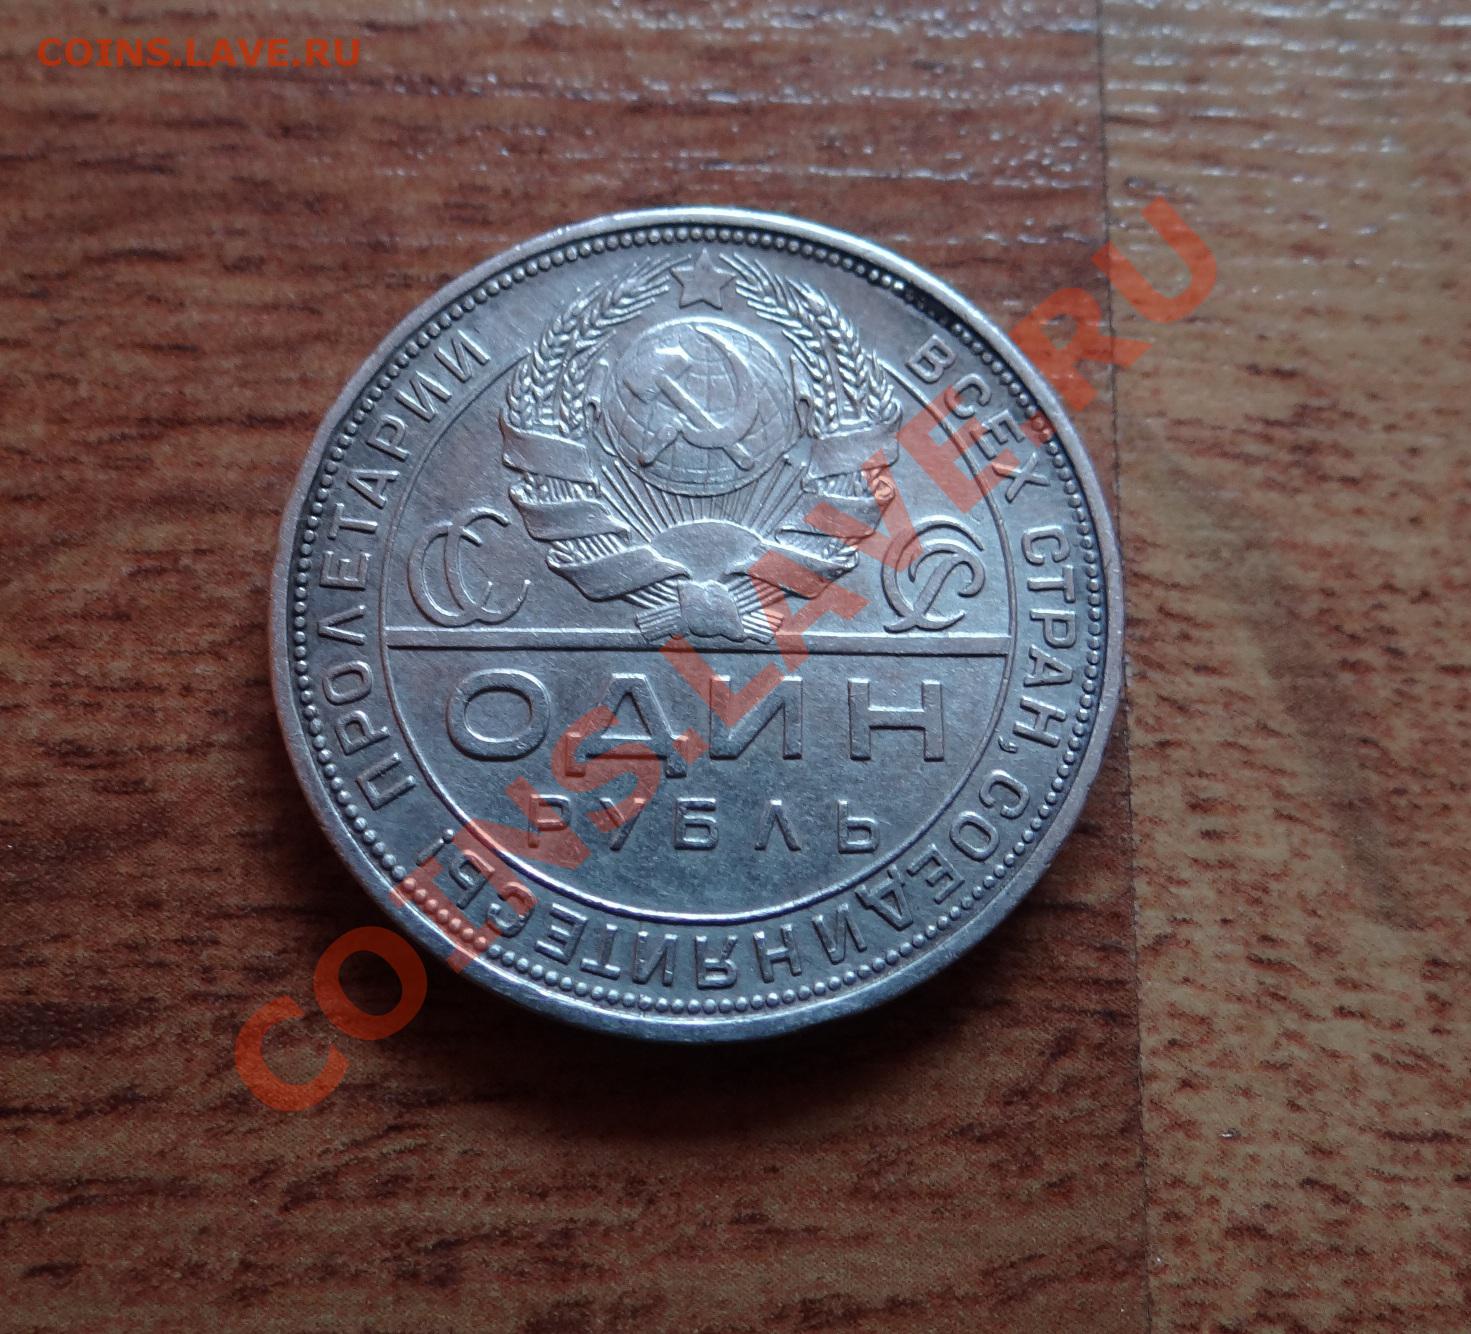 COINS.LAVE.RU
ПРОЛЕТАРИИ ВСЕХ СТРАН, СОЕДИНЯЙТЕСЬ!
СС СР
ОДИН
РУБЛЬ
COINS.LAVE.RU